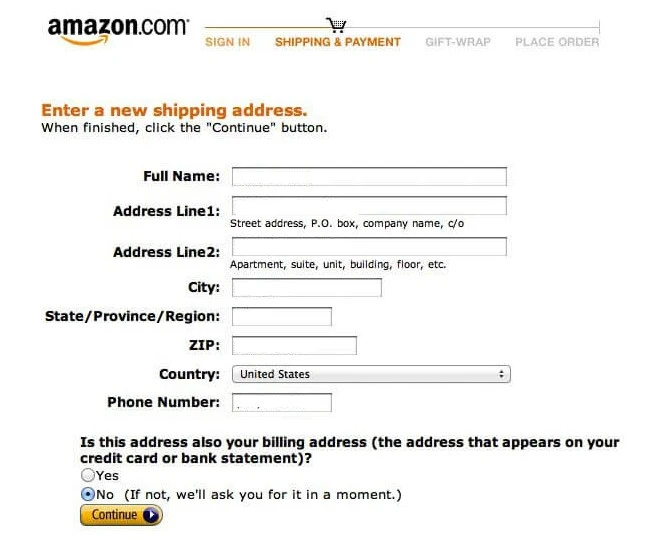 amazon.com
SIGN IN SHIPPING & PAYMENT GIFT-WRAP PLACE ORDER
Enter a new shipping address.
When finished, click the "Continue" button.
Full Name:
Address Line1:
Street address, P.O. box, company name, c/o
Address Line2:
Apartment, suite, unit, building, floor, etc.
City:
State/Province/Region:
ZIP:
Country: United States
Phone Number:
Is this address also your billing address (the address that appears on your
credit card or bank statement)?
Yes
No (If not, we'll ask you for it in a moment.)
Continue